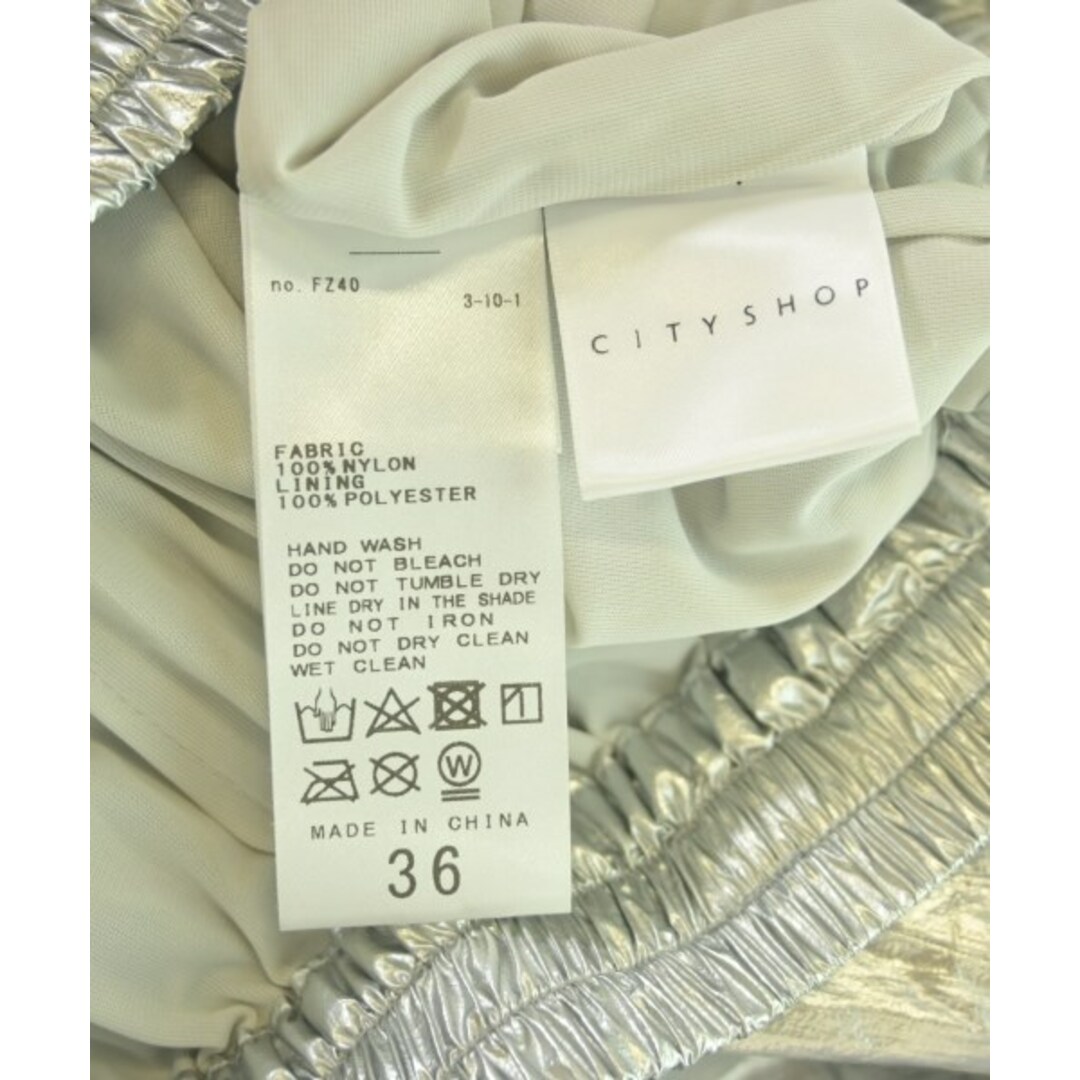 no. FZ40
3-10-1
CITYSHOP
FABRIC
100%NYLON
LINING
100%POLYESTER
HAND WASH
DO NOT BLEACH
DO NOT TUMBLE DRY
LINE DRY IN THE SHADE
DO NOT IRON
DO NOT DRY CLEAN
WET CLEAN
W
MADE IN CHINA
36